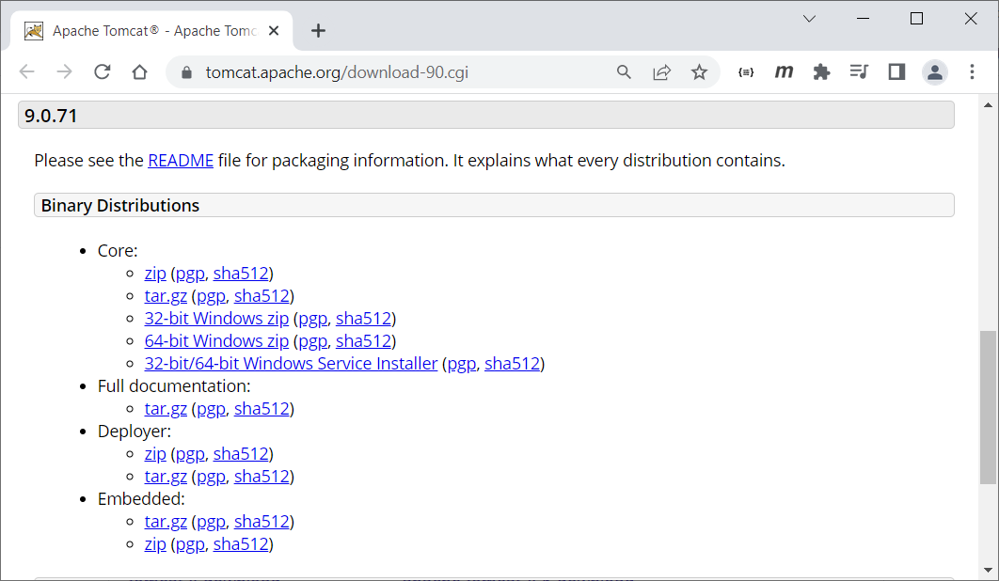 Apache Tomcat® - Apache Tomc
tomcat.apache.org/download-90.cgi
9.0.71
Please see the README file for packaging information. It explains what every distribution contains.
Binary Distributions
Core:
zip (pgp, sha512)
tar.gz (pgp, sha512)
32-bit Windows zip (pgp, sha512)
64-bit Windows zip (pgp, sha512)
32-bit/64-bit Windows Service Installer (pgp, sha512)
Full documentation:
tar.gz (pgp, sha512)
Deployer:
zip (pgp, sha512)
tar.gz (pgp, sha512)
Embedded:
tar.gz (pgp, sha512)
zip (pgp, sha512)